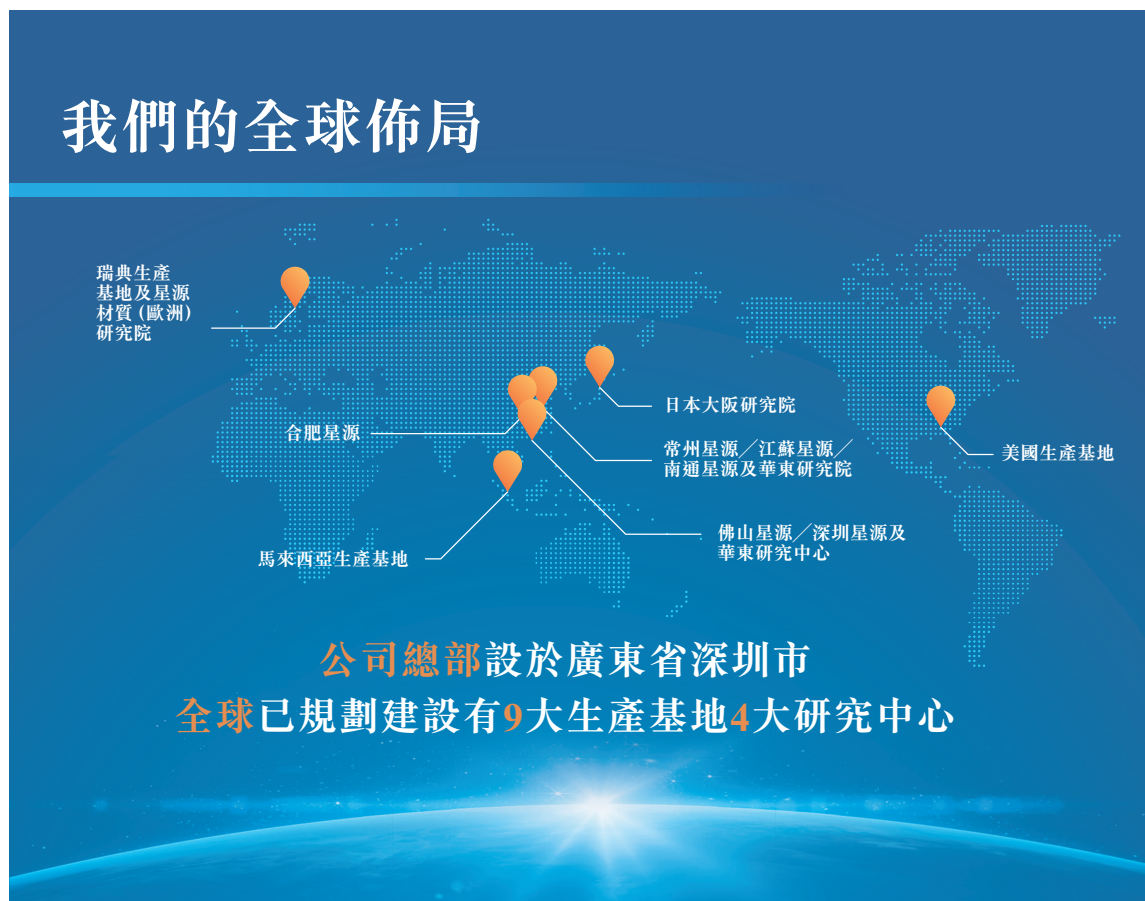 我們的全球佈局
瑞典生產
基地及星源
材質(歐洲)
研究院
合肥星源
馬來西亞生產基地
日本大阪研究院
常州星源／江蘇星源／
南通星源及華東研究院
佛山星源／深圳星源及
華東研究中心
美國生產基地
公司總部設於廣東省深圳市
全球已規劃建設有9大生產基地4大研究中心